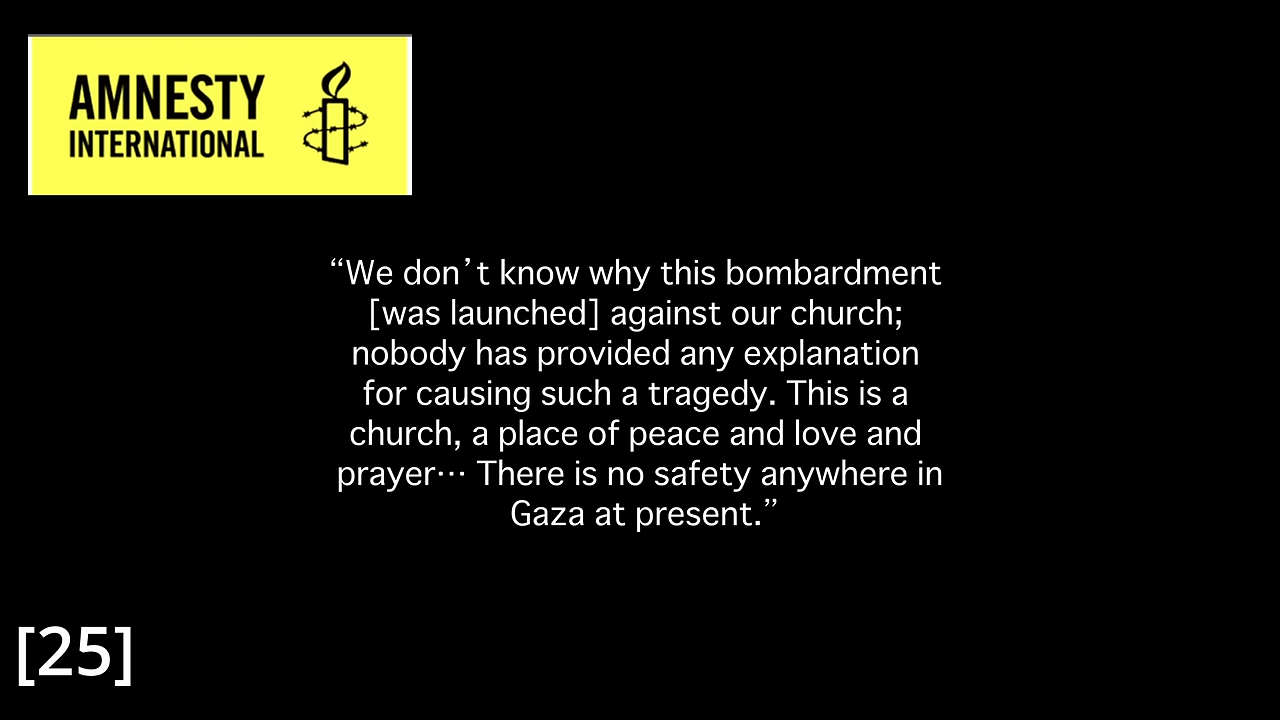 AMNESTY
INTERNATIONAL
“We don’t know why this bombardment
[was launched] against our church;
nobody has provided any explanation
for causing such a tragedy. This is a
church, a place of peace and love and
prayer… There is no safety anywhere in
Gaza at present.”
[25]